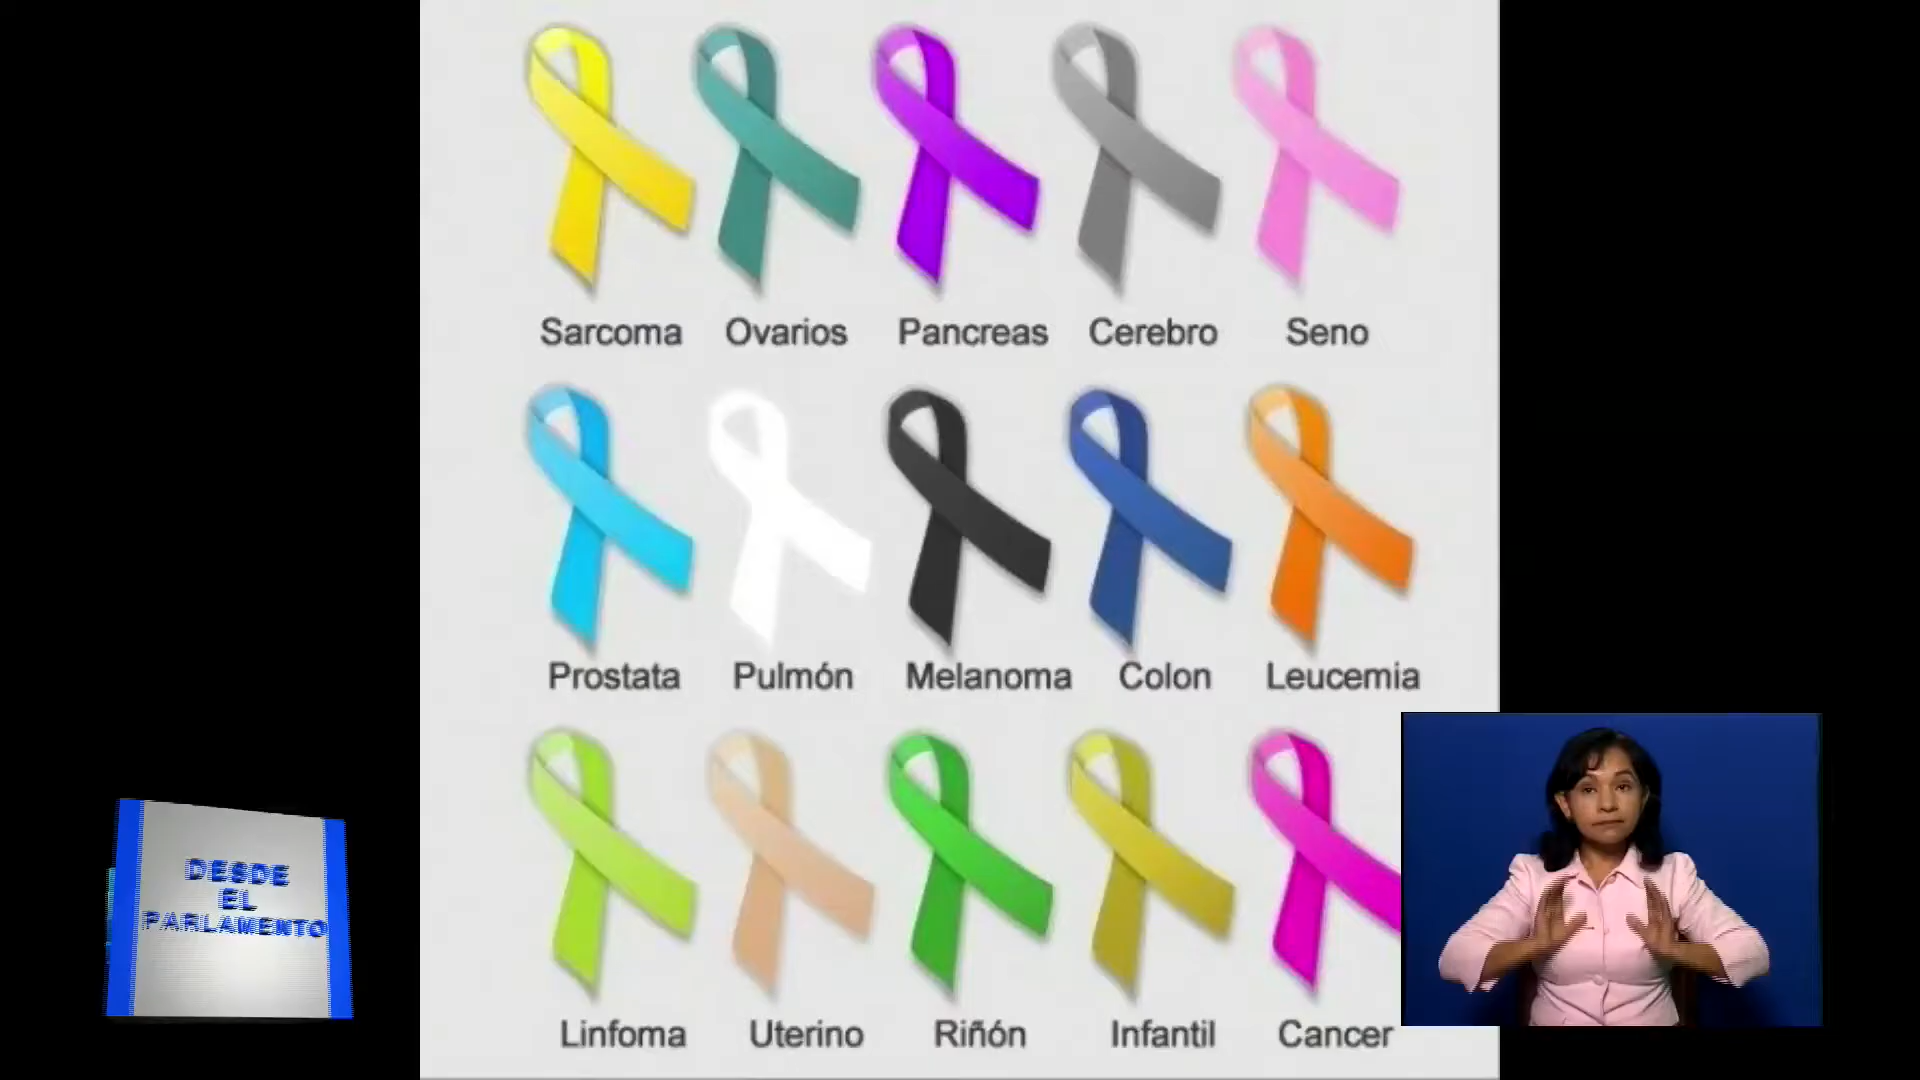 Sarcoma Ovarios Pancreas Cerebro Seno
Prostata Pulmón Melanoma Colon Leucemia
Linfoma Uterino Riñón Infantil Cancer
DESDE
EL
PARLAMENTO